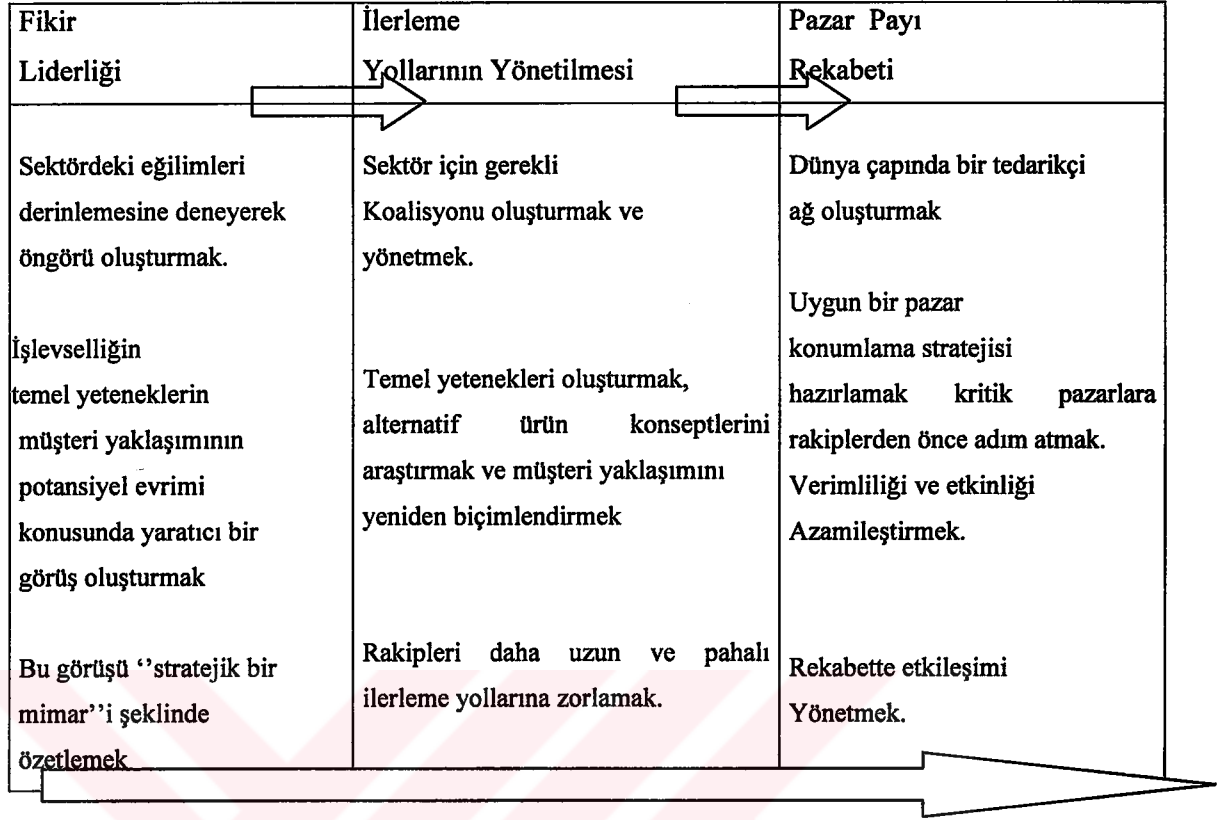 Fikir
Liderliği
İlerleme
Yollarının Yönetilmesi
Pazar Payı
Rekabeti
Sektördeki eğilimleri
derinlemesine deneyerek
öngörü oluşturmak.
İşlevselliğin
temel yeteneklerin
müşteri yaklaşımının
potansiyel evrimi
konusunda yaratıcı bir
görüş oluşturmak
Bu görüşü ‘‘stratejik bir
mimar’’i şeklinde
özetlemek
Sektör için gerekli
Koalisyonu oluşturmak ve
yönetmek.
Temel yetenekleri oluşturmak,
alternatif ürün konseptlerini
araştırmak ve müşteri yaklaşımını
yeniden biçimlendirmek
Rakipleri daha uzun ve pahalı
ilerleme yollarına zorlamak.
Dünya çapında bir tedarikçi
ağ oluşturmak
Uygun bir pazar
konumlama stratejisi
hazırlamak kritik pazarlara
rakiplerden önce adım atmak.
Verimliliği ve etkinliği
Azamileştirmek.
Rekabette etkileşimi
Yönetmek.